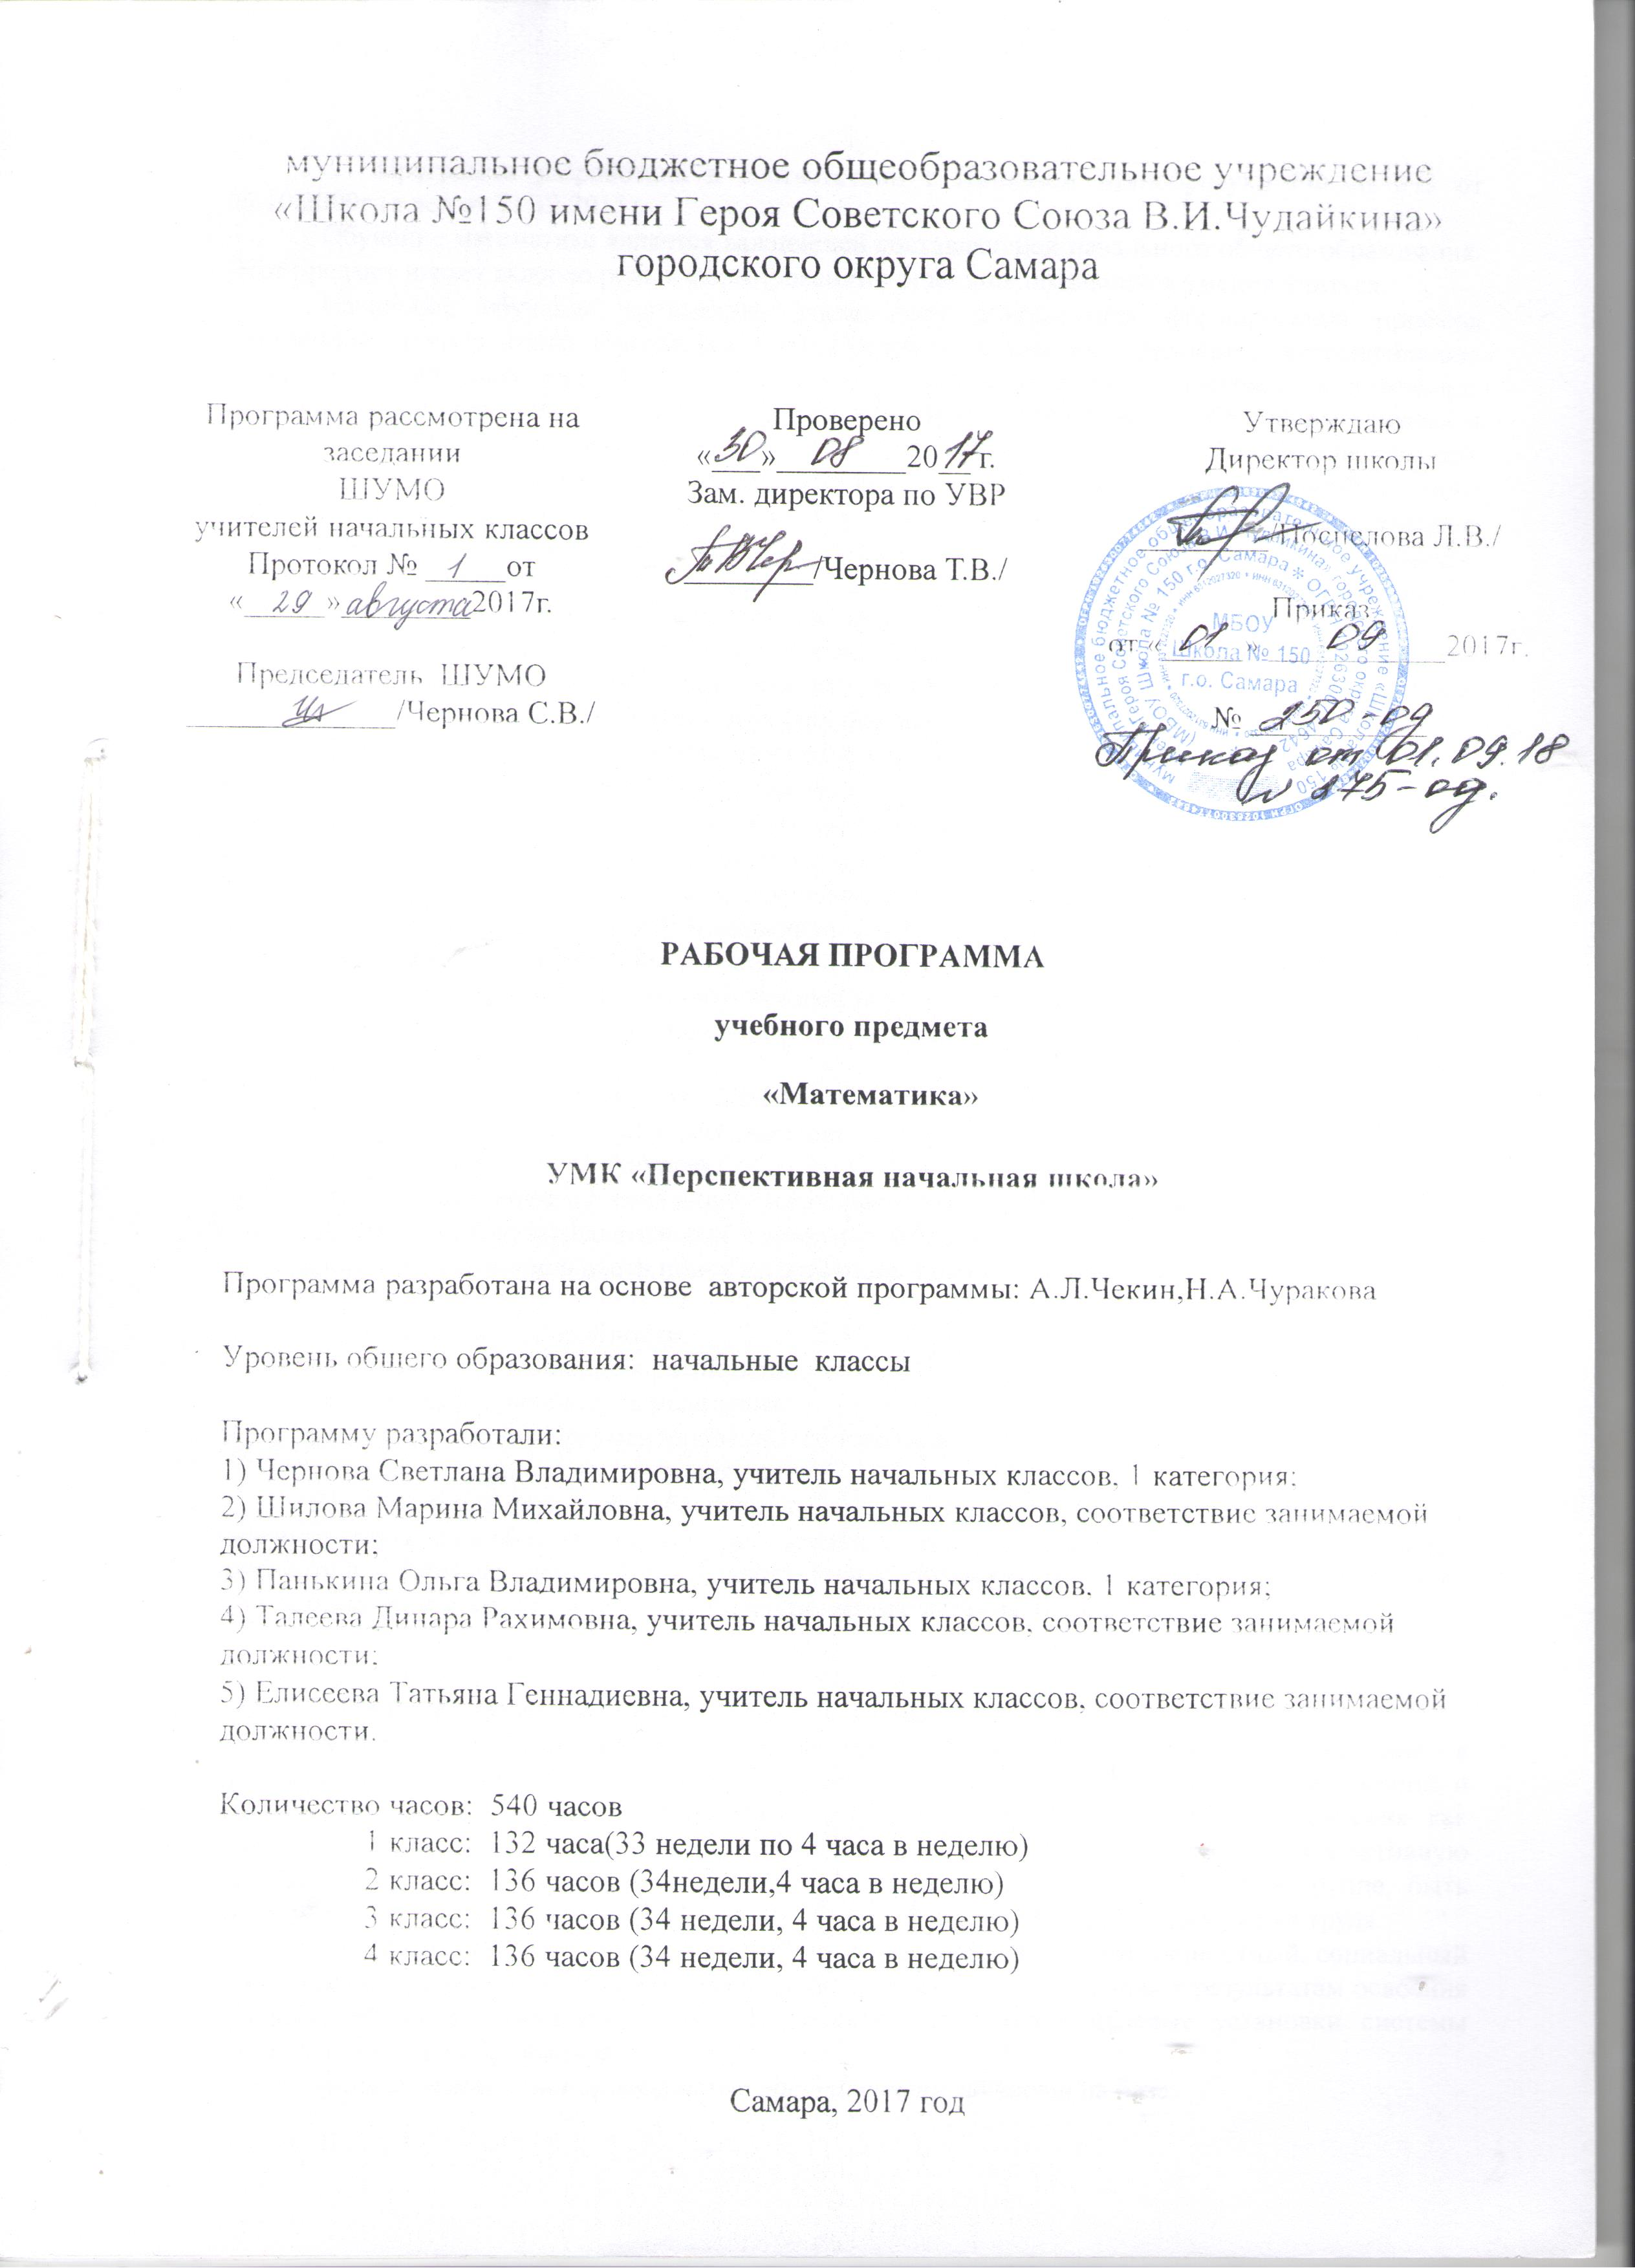 муниципальное бюджетное общеобразовательное учреждение
«Школа №150 имени Героя Советского Союза В.И.Чудайкина»
городского округа Самара
Программа рассмотрена на
заседании
ШУМО
учителей начальных классов
Протокол № 1 от
«29» августа 2017г.
Председатель ШУМО
/Чернова С.В./
Проверено
«30» 08 2017 г.
Зам. директора по УВР
/Чернова Т.В./
Утверждаю
Директор школы
/Поспелова Л.В./
Приказ
от «01» 09 2017г.
№ 250-од
Приказ от 01.09.18
№ 275-од.
МБОУ
Школа № 150
г.о. Самара
РАБОЧАЯ ПРОГРАММА
учебного предмета
«Математика»
УМК «Перспективная начальная школа»
Программа разработана на основе авторской программы: А.Л.Чекин,Н.А.Чуракова
Уровень общего образования: начальные классы
Программу разработали:
1) Чернова Светлана Владимировна, учитель начальных классов, 1 категория;
2) Шилова Марина Михайловна, учитель начальных классов, соответствие занимаемой
должности;
3) Панькина Ольга Владимировна, учитель начальных классов, 1 категория;
4) Талеева Динара Рахимовна, учитель начальных классов, соответствие занимаемой
должности;
5) Елисеева Татьяна Геннадиевна, учитель начальных классов, соответствие занимаемой
должности.
Количество часов: 540 часов
1 класс: 132 часа(33 недели по 4 часа в неделю)
2 класс: 136 часов (34недели,4 часа в неделю)
3 класс: 136 часов (34 недели, 4 часа в неделю)
4 класс: 136 часов (34 недели, 4 часа в неделю)
Самара, 2017 год